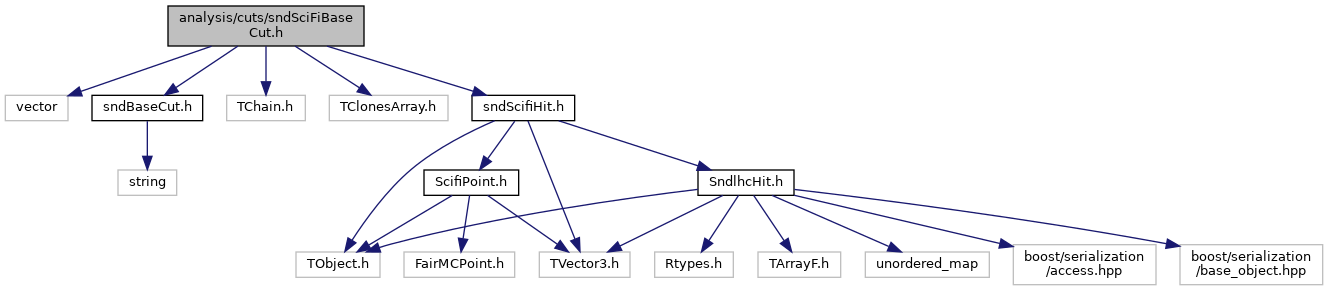 analysis/cuts/sndSciFiBase
Cut.h
vector
sndBaseCut.h
TChain.h
TClonesArray.h
sndScifiHit.h
string
ScifiPoint.h
SndlhcHit.h
TObject.h
FairMCPoint.h
TVector3.h
Rtypes.h
TArrayF.h
unordered_map
boost/serialization
/access.hpp
boost/serialization
/base_object.hpp